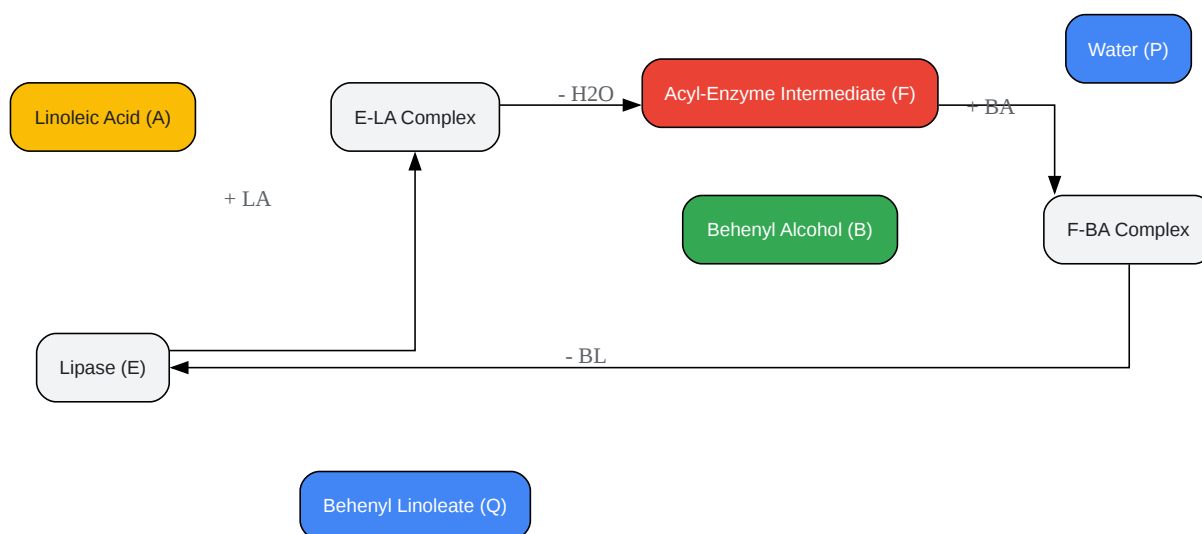 Water (P)
Linoleic Acid (A)
E-LA Complex
- H2O
Acyl-Enzyme Intermediate (F)
+ BA
+ LA
Behenyl Alcohol (B)
F-BA Complex
Lipase (E)
- BL
Behenyl Linoleate (Q)